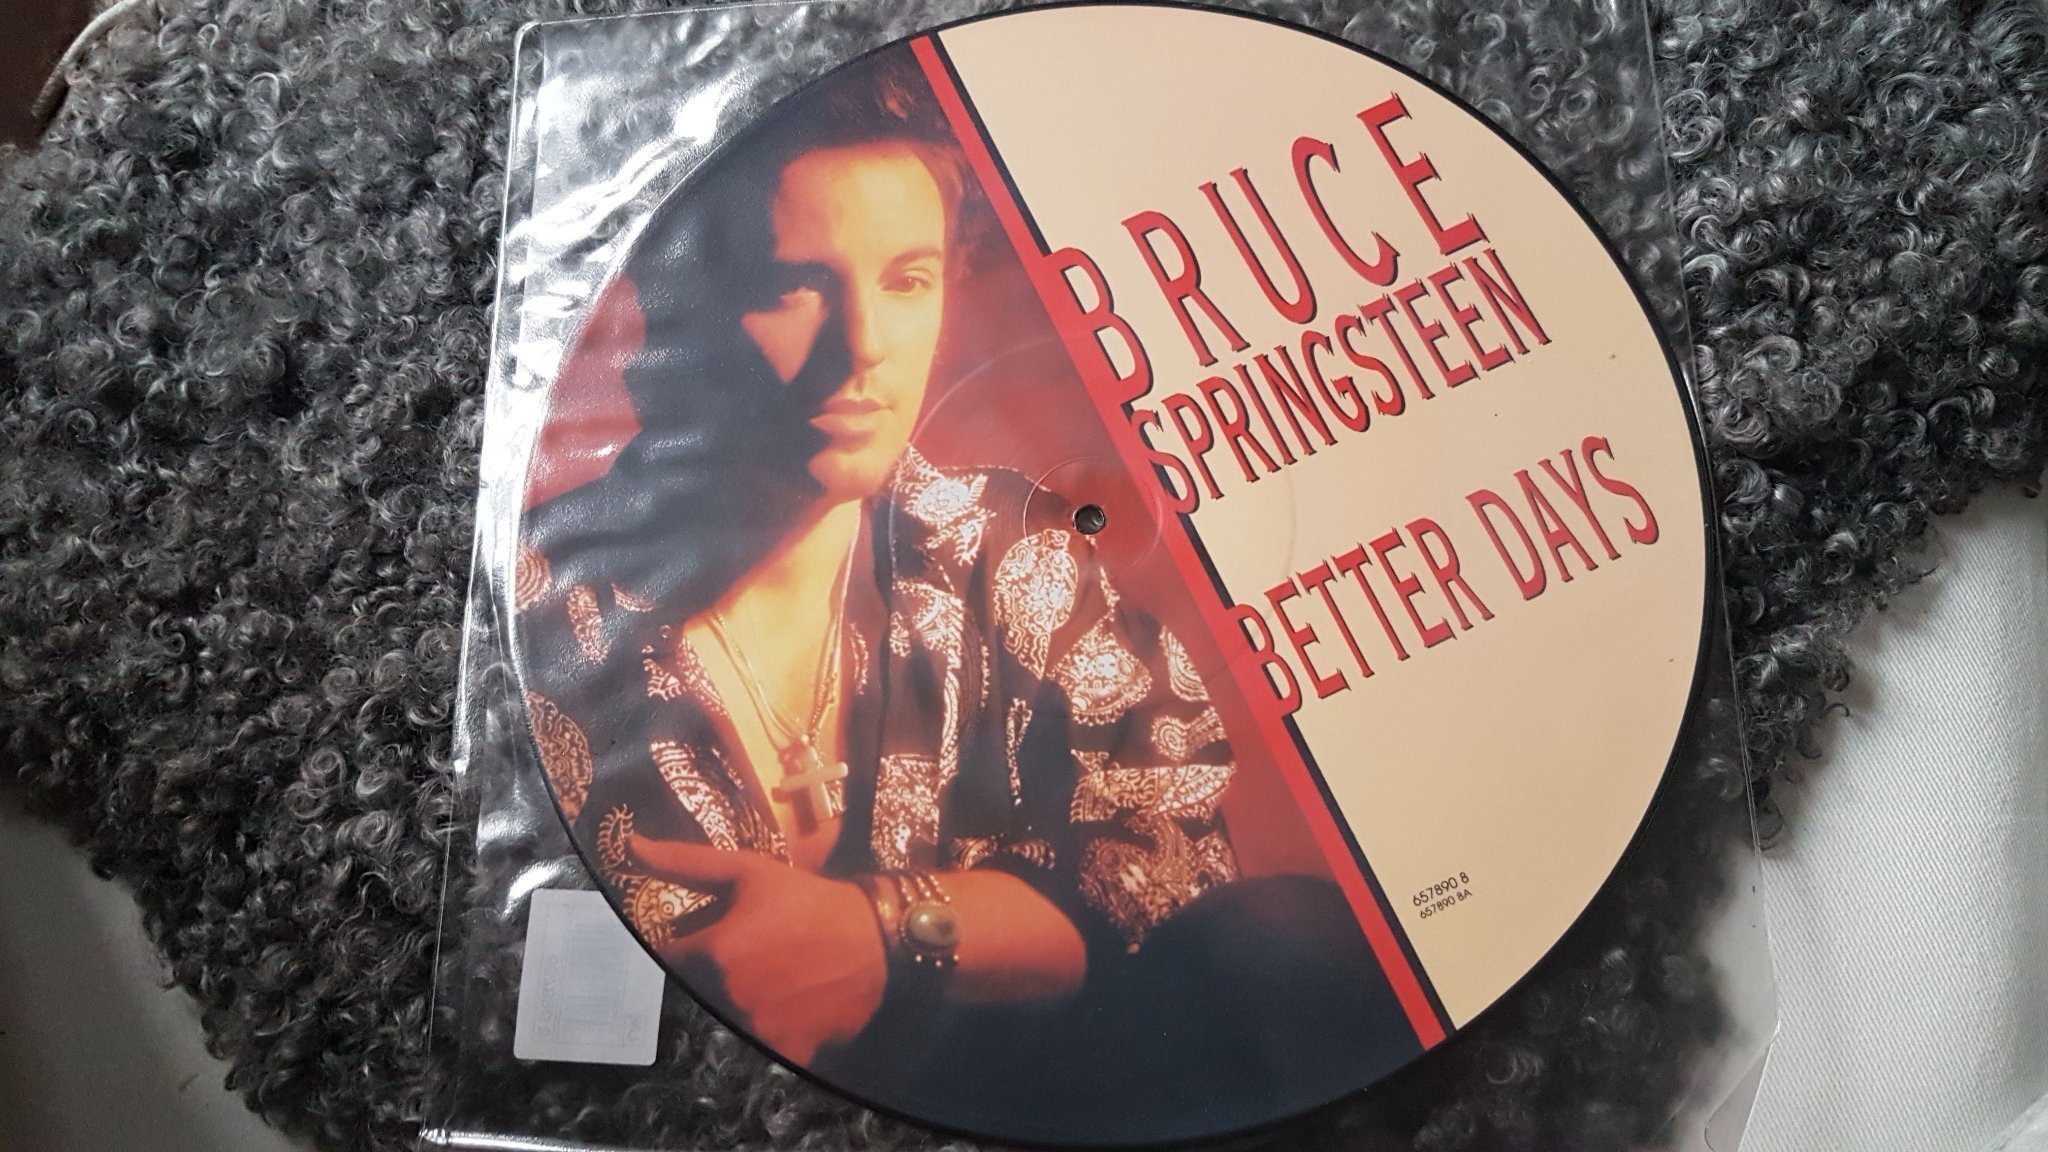 BRUCE
SPRINGSTEEN
BETTER DAYS
657890 8
657890 8A